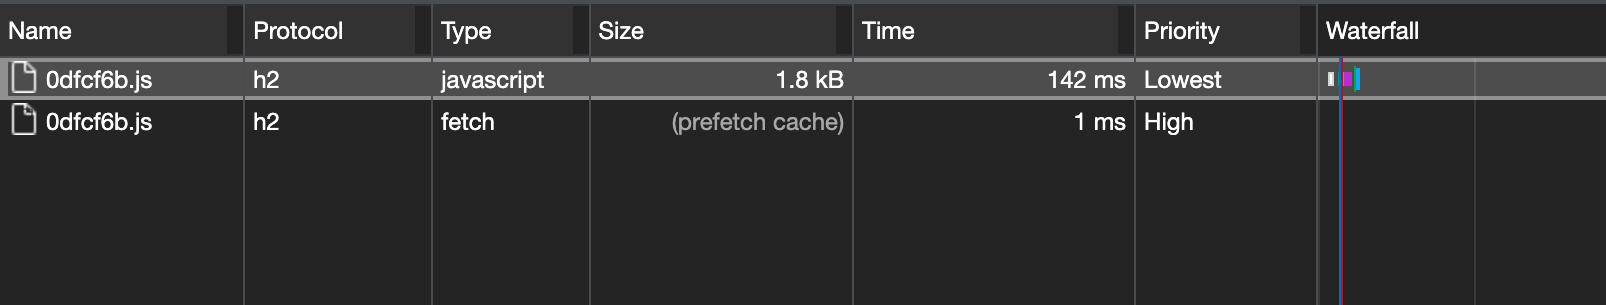 Name Protocol Type Size Time Priority Waterfall
0dfcf6b.js h2 javascript 1.8 kB 142 ms Lowest
0dfcf6b.js h2 fetch (prefetch cache) 1 ms High